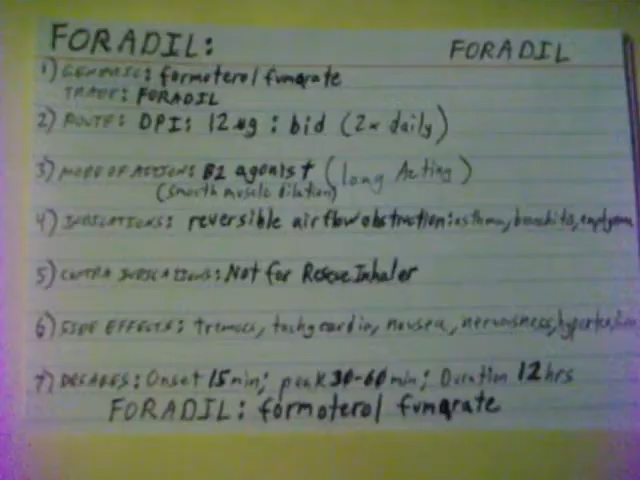 FORADIL: FORADIL
1) GENERIC: formoterol fumarate
TRADE: FORADIL
2) ROUTE: DPI: 12 ug : bid (2x daily)
3) MODE OF ACTION: B2 agonist (long Acting)
(smooth muscle dilation)
4) INDICATIONS: reversible airflow obstruction: asthma, bronchitis, emphysema
5) CONTRA INDICATIONS: Not for Rescue Inhaler
6) SIDE EFFECTS: tremors, tachycardia, nausea, nervousness, hypertension
7) DOSAGES: Onset 15 min; peak 30-60 min; Duration 12 hrs
FORADIL: formoterol fumarate